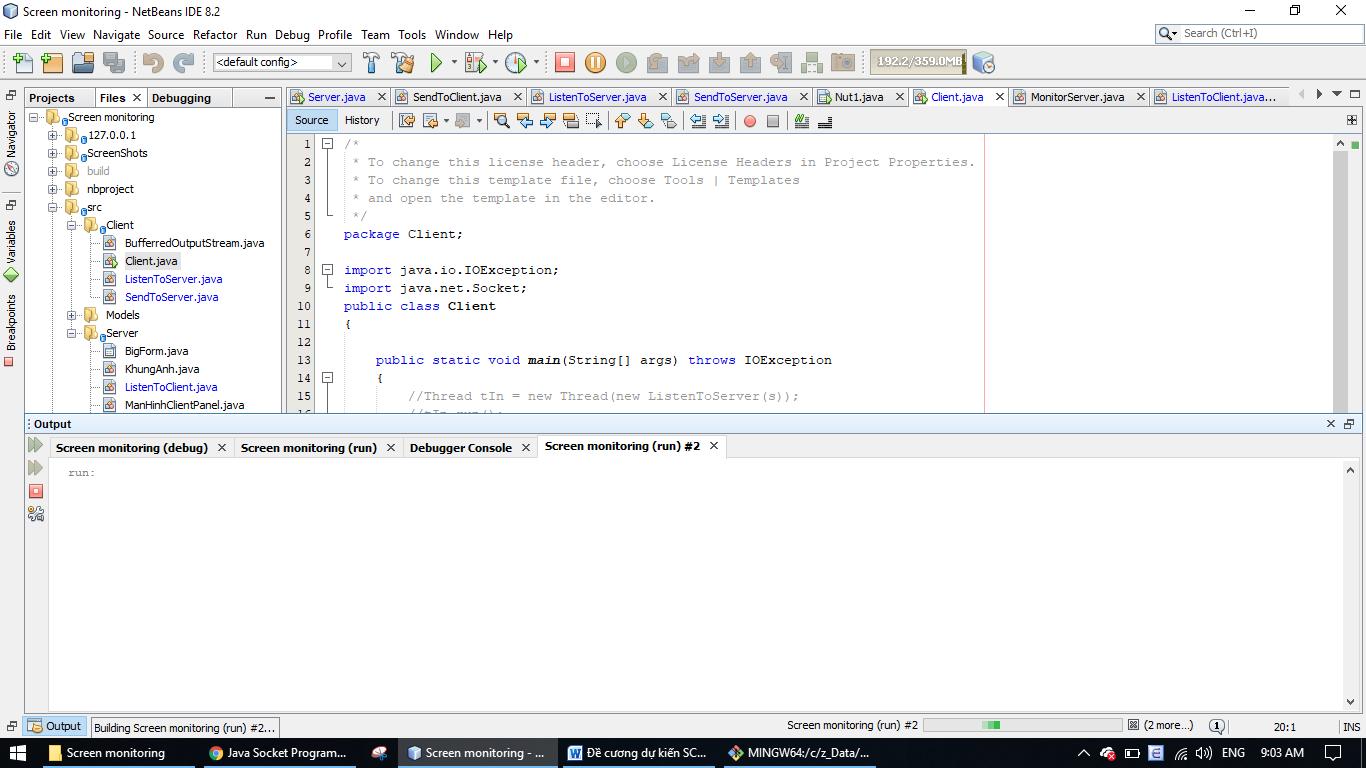 Screen monitoring - NetBeans IDE 8.2
File Edit View Navigate Source Refactor Run Debug Profile Team Tools Window Help
Search (Ctrl+I)
<default config>
192.2/359.0MB
Projects Files Debugging
Server.java SendToClient.java ListenToServer.java SendToServer.java Nut1.java Client.java MonitorServer.java ListenToClient.java...
Source History
Navigator
Variables
Breakpoints
Screen monitoring
127.0.0.1
ScreenShots
build
nbproject
src
Client
BufferredOutputStream.java
Client.java
ListenToServer.java
SendToServer.java
Models
Server
BigForm.java
KhungAnh.java
ListenToClient.java
ManHinhClientPanel.java
1 /*
2 * To change this license header, choose License Headers in Project Properties.
3 * To change this template file, choose Tools | Templates
4 * and open the template in the editor.
5 */
6 package Client;
7
8 import java.io.IOException;
9 import java.net.Socket;
10 public class Client
11 {
12
13 public static void main(String[] args) throws IOException
14 {
15 //Thread tIn = new Thread(new ListenToServer(s));
Output
Screen monitoring (debug) Screen monitoring (run) Debugger Console Screen monitoring (run) #2
run:
Output Building Screen monitoring (run) #2... Screen monitoring (run) #2 (2 more...) 1 20:1 INS
Screen monitoring Java Socket Program... Screen monitoring - ... Đề cương dự kiến SC... MINGW64:/c/z_Data/... ENG 9:03 AM